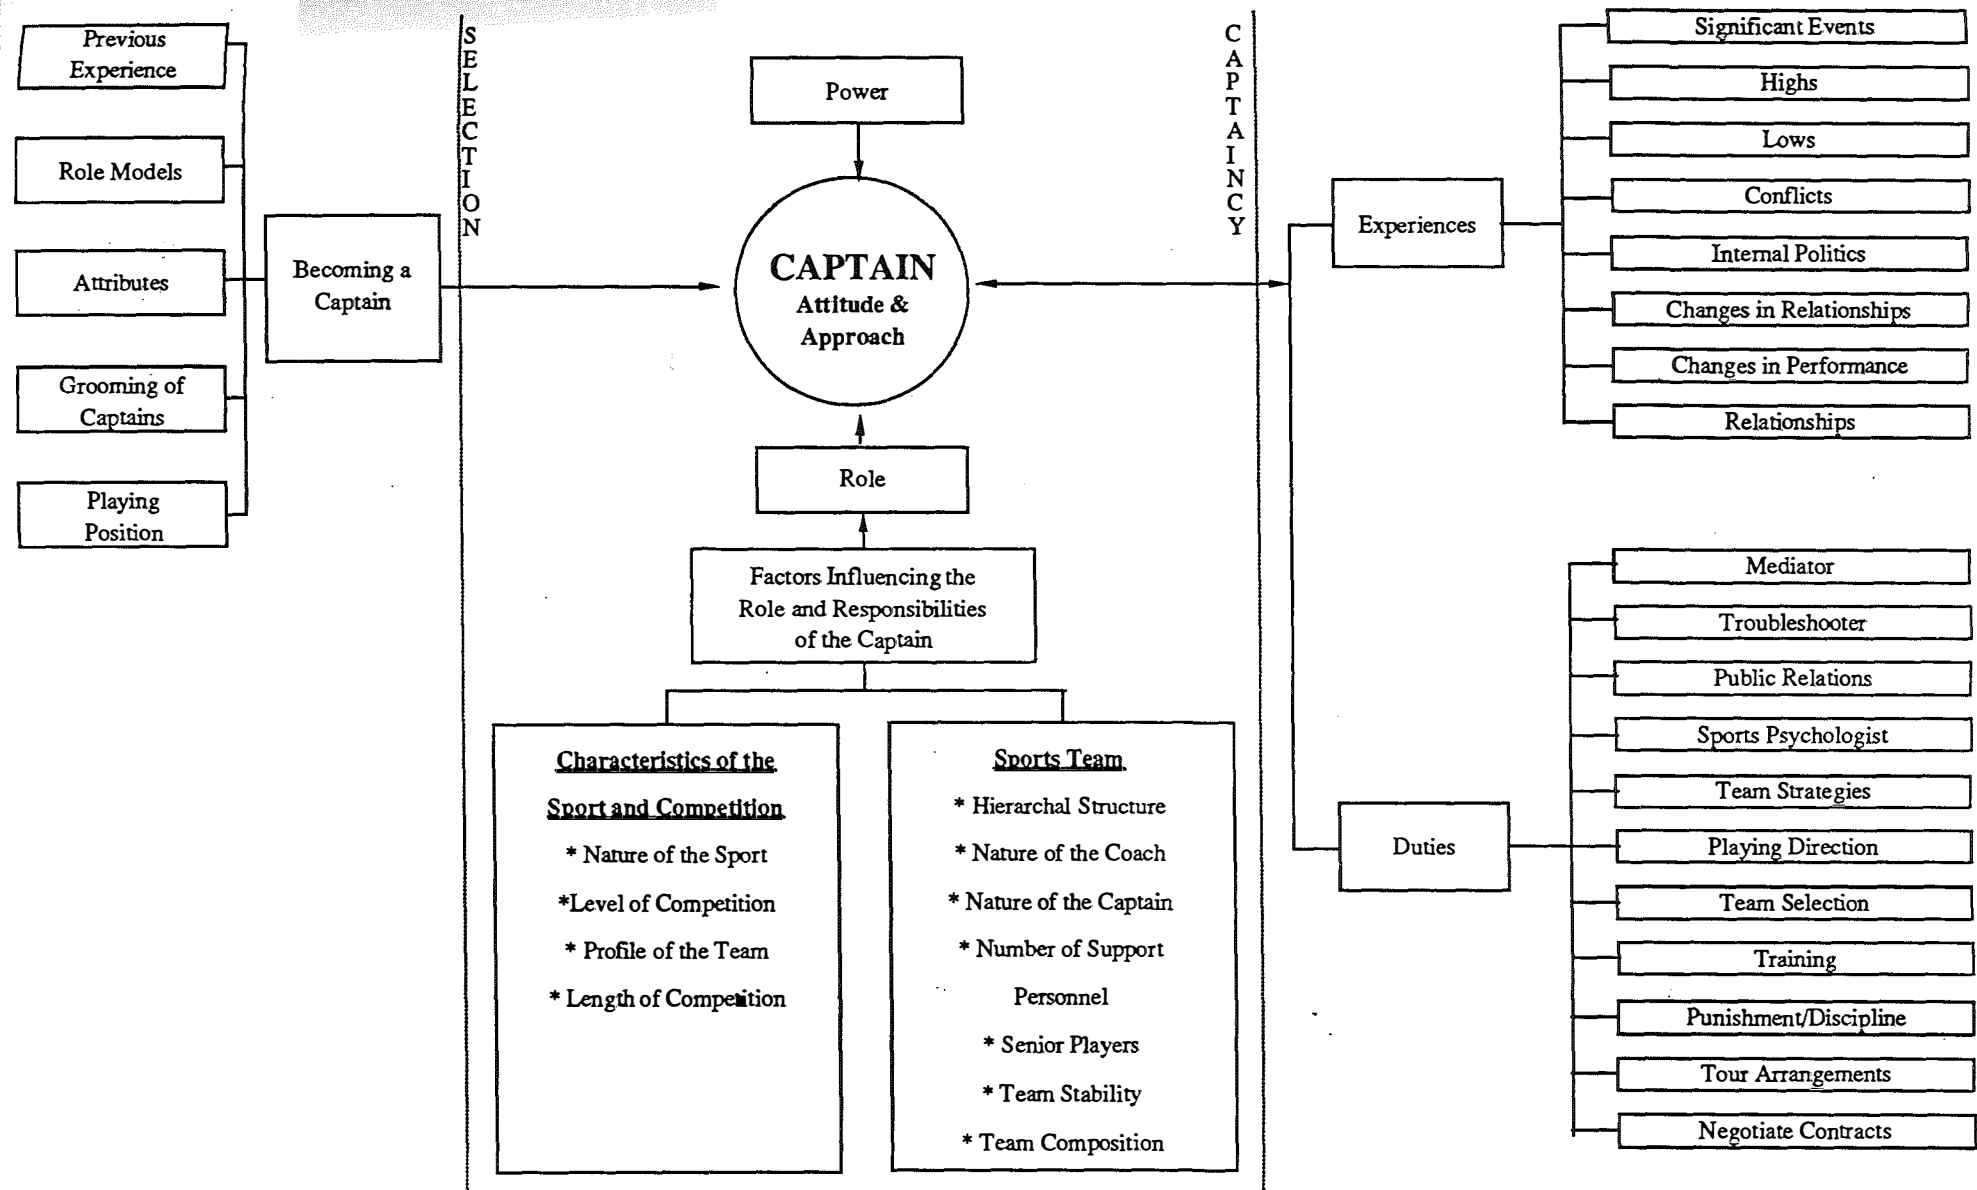 Previous
Experience
Role Models
Attributes
Grooming of
Captains
Playing
Position
Becoming a
Captain
SELECTION
Power
CAPTAIN
Attitude &
Approach
Role
Factors Influencing the
Role and Responsibilities
of the Captain
Characteristics of the
Sport and Competition
* Nature of the Sport
*Level of Competition
* Profile of the Team
* Length of Competition
Sports Team
* Hierarchal Structure
* Nature of the Coach
* Nature of the Captain
* Number of Support
Personnel
* Senior Players
* Team Stability
* Team Composition
CAPTAINCY
Experiences
Significant Events
Highs
Lows
Conflicts
Internal Politics
Changes in Relationships
Changes in Performance
Relationships
Duties
Mediator
Troubleshooter
Public Relations
Sports Psychologist
Team Strategies
Playing Direction
Team Selection
Training
Punishment/Discipline
Tour Arrangements
Negotiate Contracts